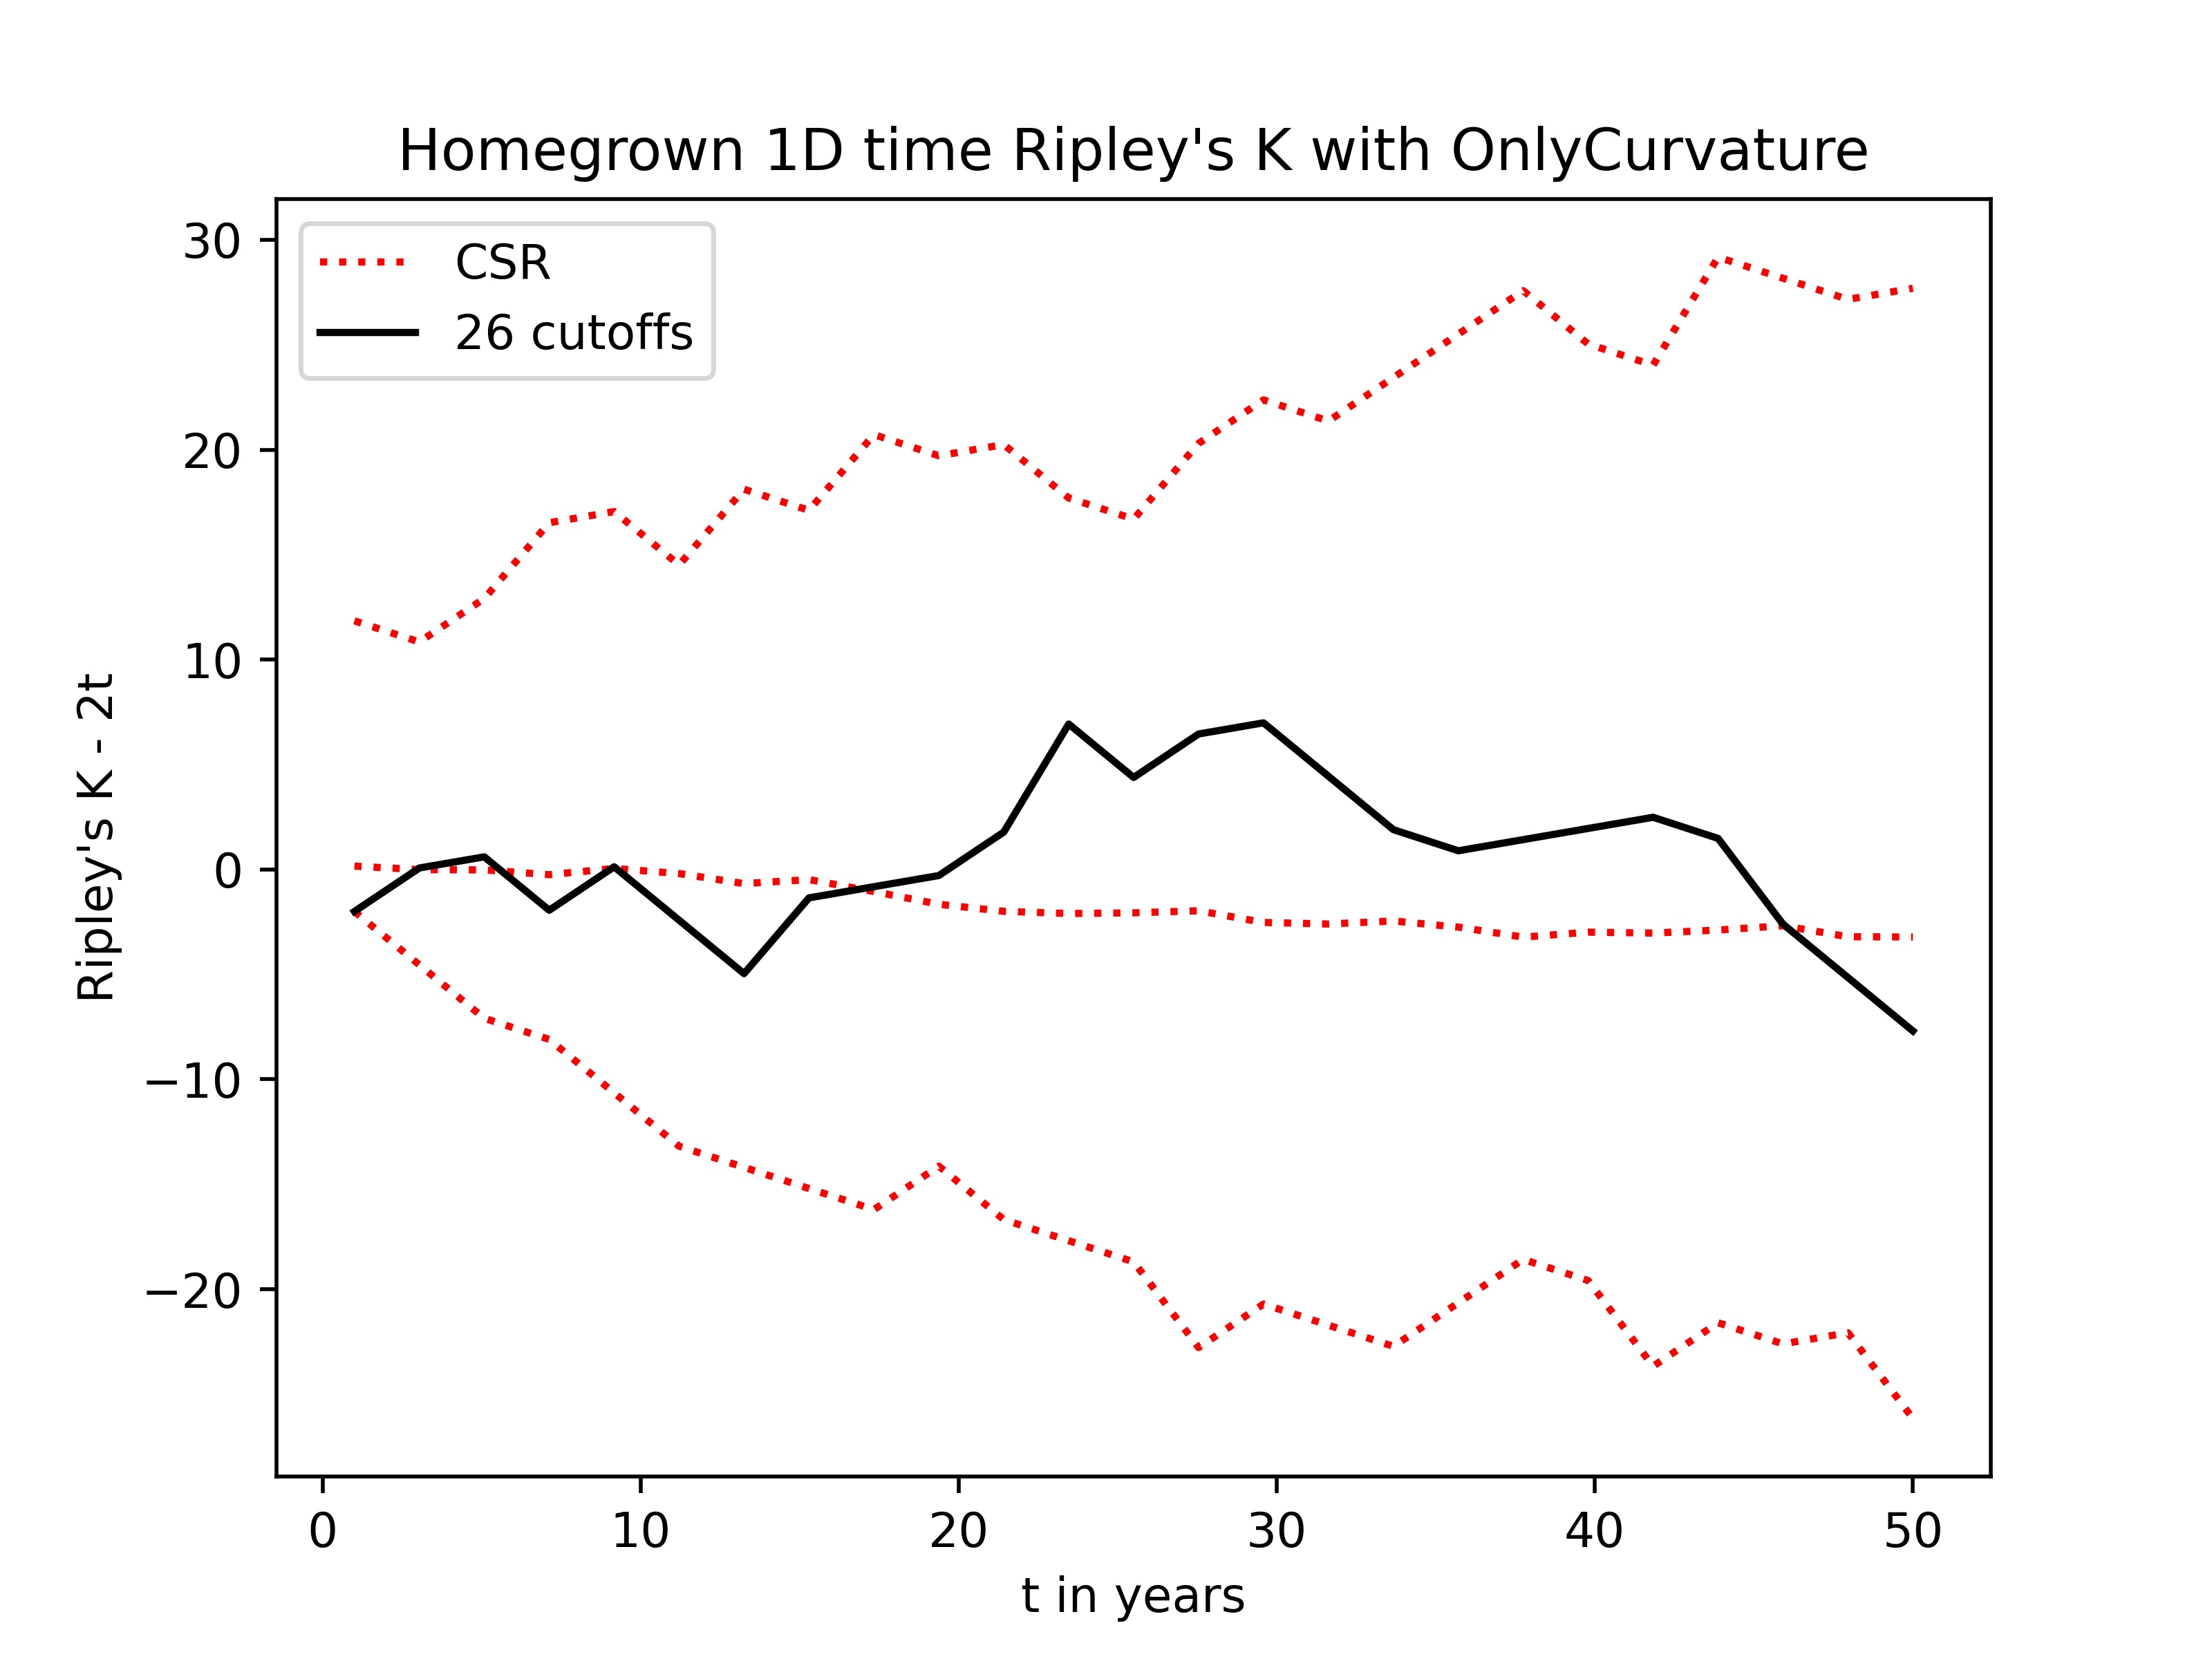 Homegrown 1D time Ripley's K with OnlyCurvature
CSR
26 cutoffs
30
20
10
0
−10
−20
Ripley's K - 2t
0 10 20 30 40 50
t in years